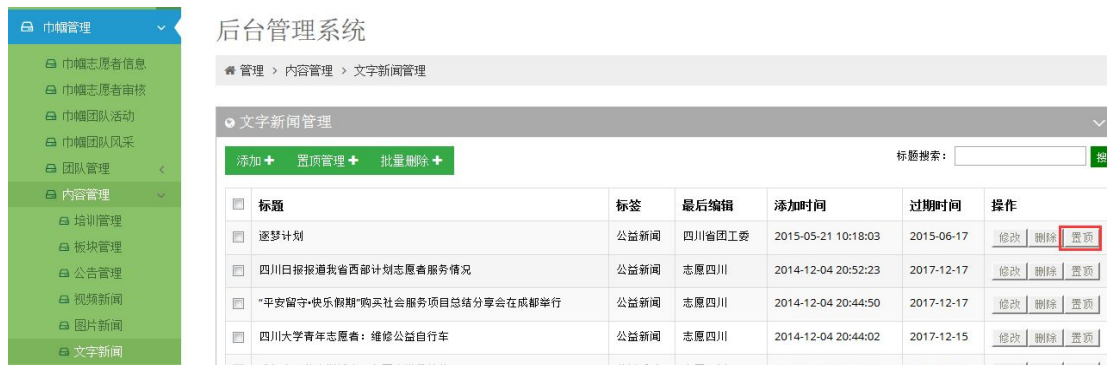 巾帼管理
巾帼志愿者信息
巾帼志愿者审核
巾帼团队活动
巾帼团队风采
团队管理
内容管理
培训管理
板块管理
公告管理
视频新闻
图片新闻
文字新闻
后台管理系统
管理 > 内容管理 > 文字新闻管理
文字新闻管理
添加 置顶管理 批量删除 标题搜索： 搜
标题 标签 最后编辑 添加时间 过期时间 操作
逐梦计划 公益新闻 四川省团工委 2015-05-21 10:18:03 2015-06-17 修改 删除 置顶
四川日报报道我省西部计划志愿者服务情况 公益新闻 志愿四川 2014-12-04 20:52:23 2017-12-17 修改 删除 置顶
“平安留守•快乐假期”购买社会服务项目总结分享会在成都举行 公益新闻 志愿四川 2014-12-04 20:44:50 2017-12-17 修改 删除 置顶
四川大学青年志愿者：维修公益自行车 公益新闻 志愿四川 2014-12-04 20:44:02 2017-12-15 修改 删除 置顶